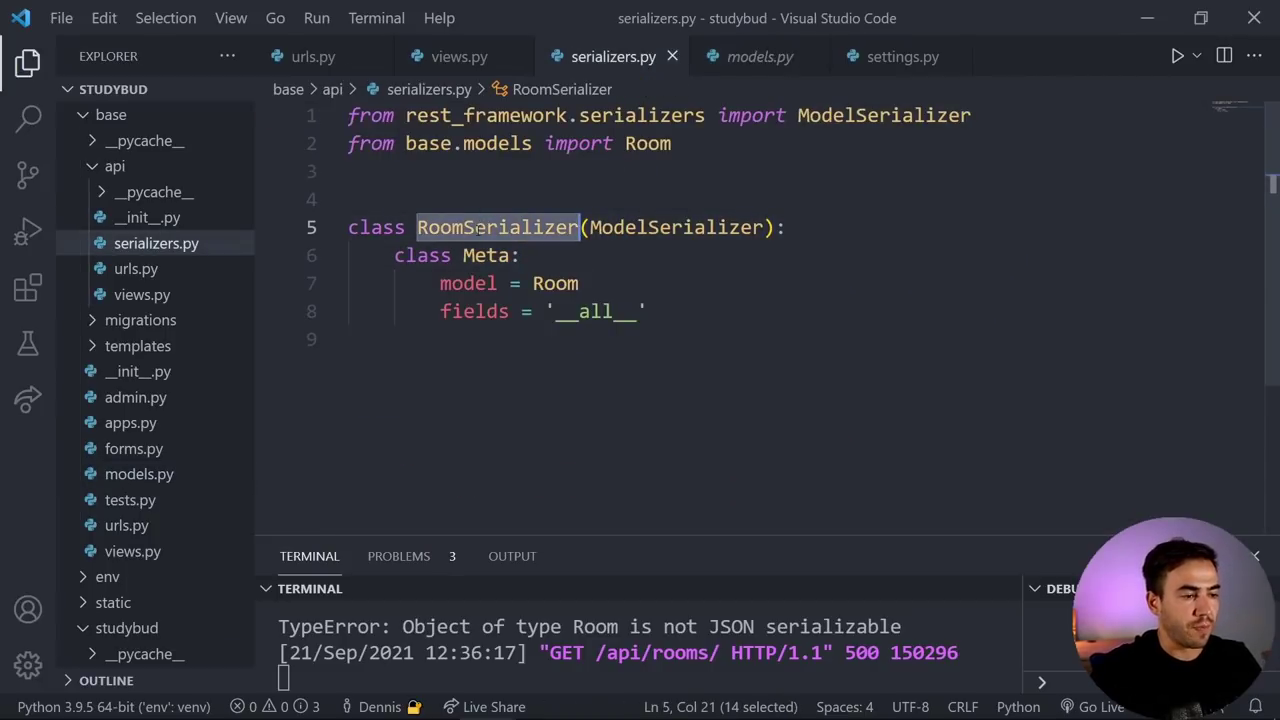 File Edit Selection View Go Run Terminal Help
serializers.py - studybud - Visual Studio Code
EXPLORER
urls.py
views.py
serializers.py
models.py
settings.py
STUDYBUD
base > api > serializers.py > RoomSerializer
base
__pycache__
api
__pycache__
__init__.py
serializers.py
urls.py
views.py
migrations
templates
__init__.py
admin.py
apps.py
forms.py
models.py
tests.py
urls.py
views.py
env
static
studybud
__pycache__
OUTLINE
1 from rest_framework.serializers import ModelSerializer
2 from base.models import Room
3
4
5 class RoomSerializer(ModelSerializer):
6 class Meta:
7 model = Room
8 fields = '__all__'
9
TERMINAL PROBLEMS 3 OUTPUT
TERMINAL
DEBU
TypeError: Object of type Room is not JSON serializable
[21/Sep/2021 12:36:17] "GET /api/rooms/ HTTP/1.1" 500 150296
Python 3.9.5 64-bit ('env': venv) 0 0 3 Dennis Live Share Ln 5, Col 21 (14 selected) Spaces: 4 UTF-8 CRLF Python Go Live